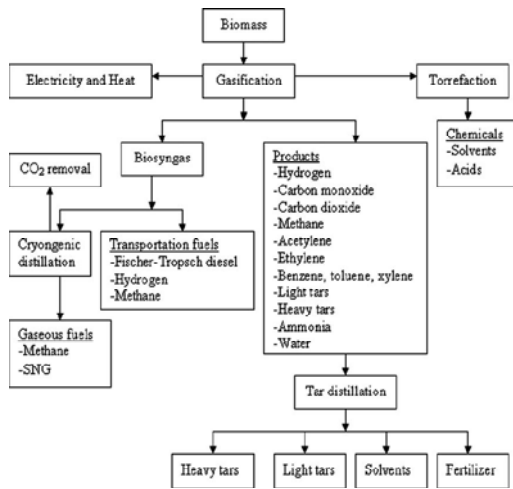 Biomass
Electricity and Heat
Gasification
Torrefaction
Biosyngas
Products
-Hydrogen
-Carbon monoxide
-Carbon dioxide
-Methane
-Acetylene
-Ethylene
-Benzene, toluene, xylene
-Light tars
-Heavy tars
-Ammonia
-Water
Chemicals
-Solvents
-Acids
CO₂ removal
Cryongenic
distillation
Transportation fuels
-Fischer-Tropsch diesel
-Hydrogen
-Methane
Gaseous fuels
-Methane
-SNG
Tar distillation
Heavy tars
Light tars
Solvents
Fertilizer